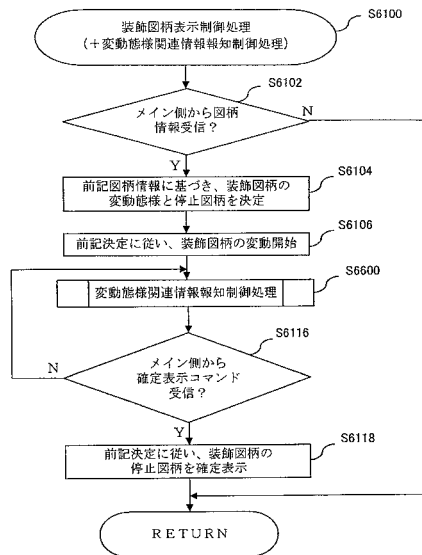 装飾図柄表示制御処理
(+変動態様関連情報報知制御処理)
S6100
S6102
メイン側から図柄
情報受信？
N
Y
S6104
前記図柄情報に基づき、装飾図柄の
変動態様と停止図柄を決定
S6106
前記決定に従い、装飾図柄の変動開始
S6600
変動態様関連情報報知制御処理
S6116
メイン側から
確定表示コマンド
受信？
N
Y
S6118
前記決定に従い、装飾図柄の
停止図柄を確定表示
RETURN